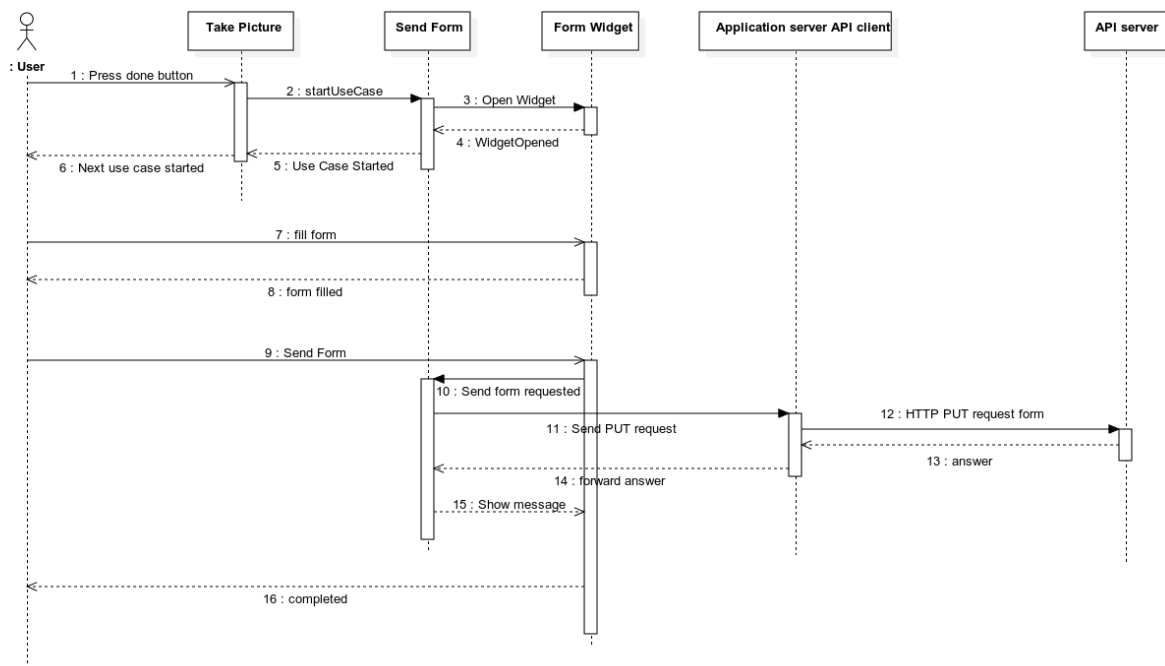 Take Picture
Send Form
Form Widget
Application server API client
API server
: User
1 : Press done button
2 : startUseCase
3 : Open Widget
4 : WidgetOpened
5 : Use Case Started
6 : Next use case started
7 : fill form
8 : form filled
9 : Send Form
10 : Send form requested
11 : Send PUT request
12 : HTTP PUT request form
13 : answer
14 : forward answer
15 : Show message
16 : completed